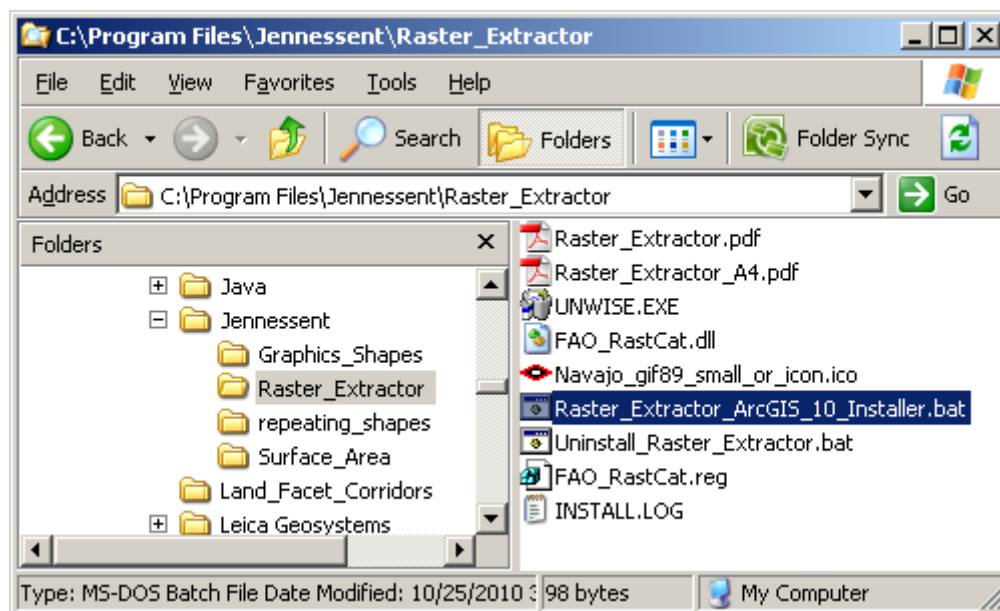 C:\Program Files\Jennessent\Raster_Extractor
File Edit View Favorites Tools Help
Back Search Folders Folder Sync
Address C:\Program Files\Jennessent\Raster_Extractor Go
Folders
Java
Jennessent
Graphics_Shapes
Raster_Extractor
repeating_shapes
Surface_Area
Land_Facet_Corridors
Leica Geosystems
Raster_Extractor.pdf
Raster_Extractor_A4.pdf
UNWISE.EXE
FAO_RastCat.dll
Navajo_gif89_small_or_icon.ico
Raster_Extractor_ArcGIS_10_Installer.bat
Uninstall_Raster_Extractor.bat
FAO_RastCat.reg
INSTALL.LOG
Type: MS-DOS Batch File Date Modified: 10/25/2010 98 bytes My Computer